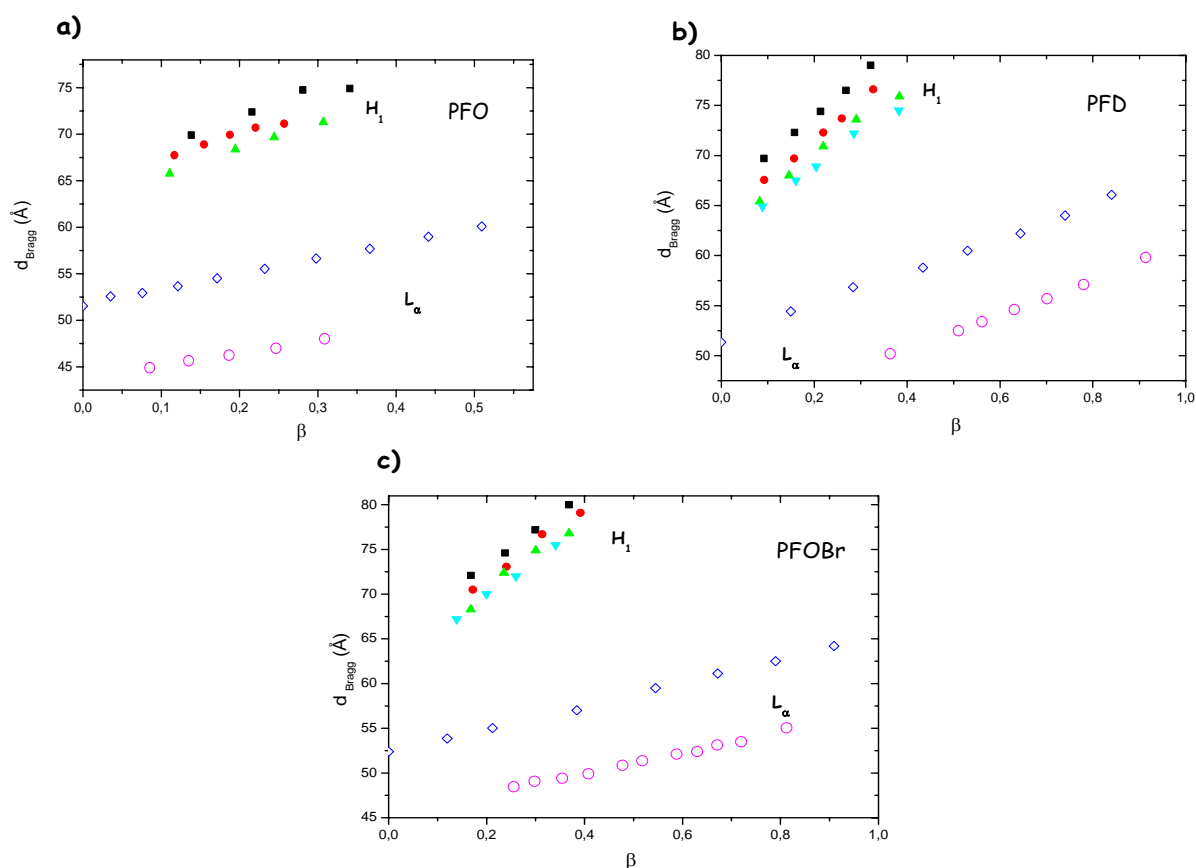 a)
PFO
H1
Lα
75
70
65
60
55
50
45
dBragg (Å)
0,0 0,1 0,2 0,3 0,4 0,5
β
b)
PFD
H1
Lα
80
75
70
65
60
55
50
dBragg (Å)
0,0 0,2 0,4 0,6 0,8 1,0
β
c)
PFOBr
H1
Lα
80
75
70
65
60
55
50
45
dBragg (Å)
0,0 0,2 0,4 0,6 0,8 1,0
β